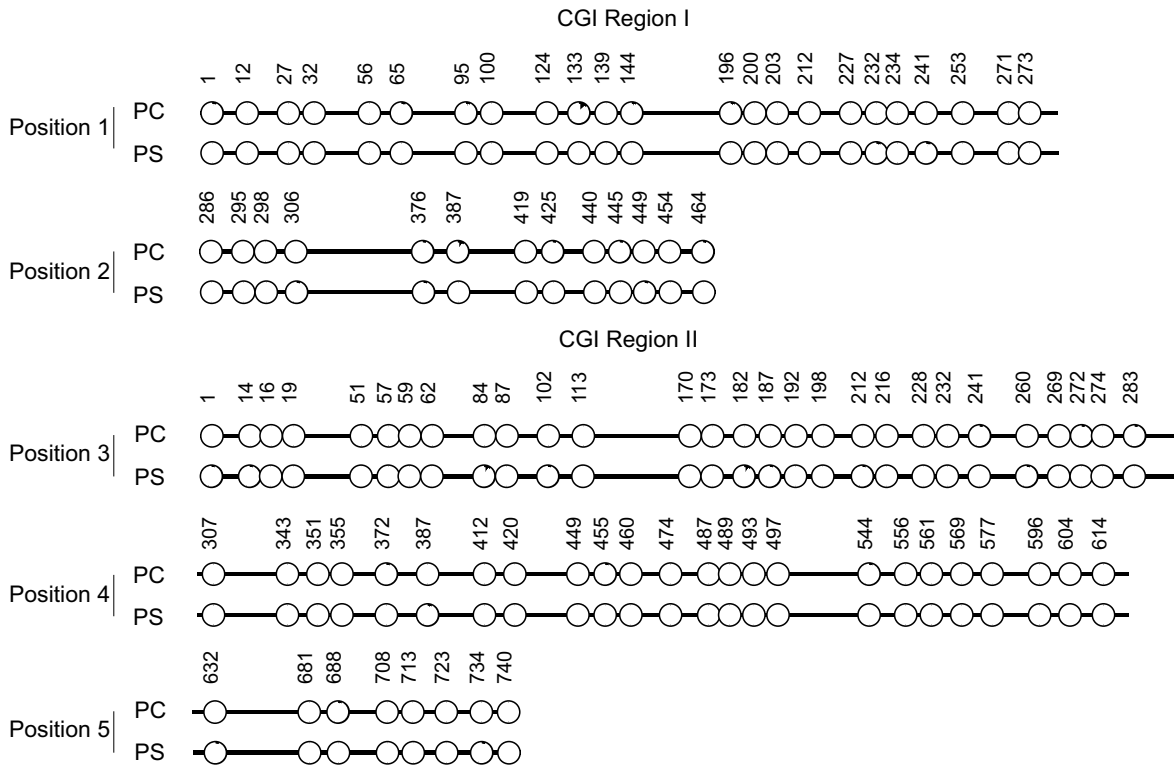 CGI Region I
1 12 27 32 56 65 95 100 124 133 139 144 196 200 203 212 227 232 234 241 253 271 273
Position 1
PC
PS
286 295 298 306 376 387 419 425 440 445 449 454 464
Position 2
PC
PS
CGI Region II
1 14 16 19 51 57 59 62 84 87 102 113 170 173 182 187 192 198 212 216 228 232 241 260 269 272 274 283
Position 3
PC
PS
307 343 351 355 372 387 412 420 449 455 460 474 487 489 493 497 544 556 561 569 577 596 604 614
Position 4
PC
PS
632 681 688 708 713 723 734 740
Position 5
PC
PS